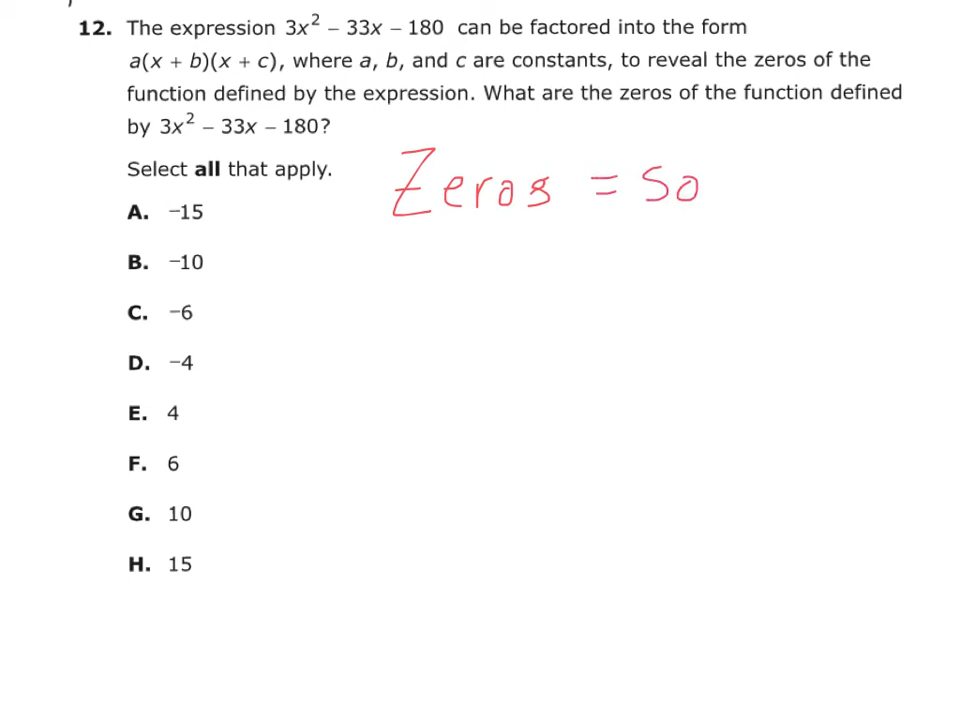 12. The expression 3x² – 33x – 180 can be factored into the form
a(x + b)(x + c), where a, b, and c are constants, to reveal the zeros of the
function defined by the expression. What are the zeros of the function defined
by 3x² – 33x – 180?
Select all that apply.
Zeros = So
A. –15
B. –10
C. –6
D. –4
E. 4
F. 6
G. 10
H. 15